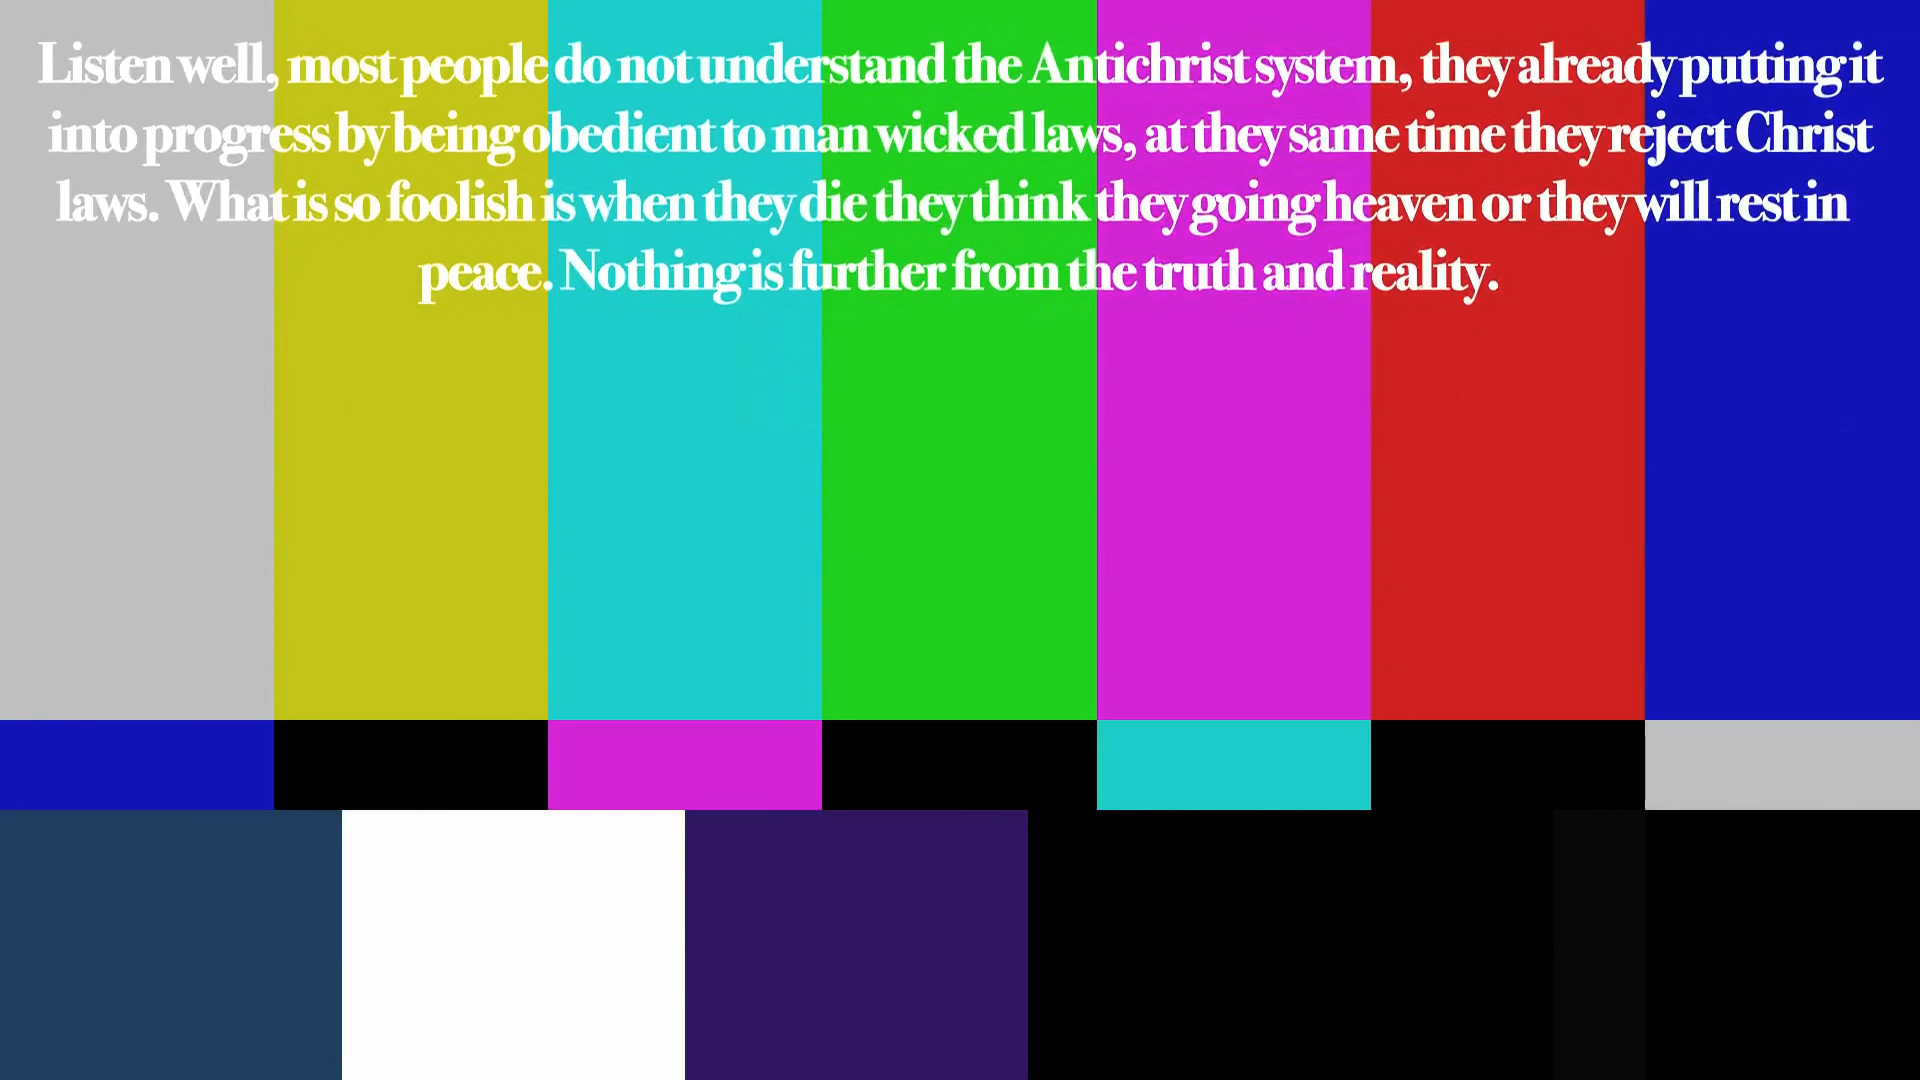 Listen well, most people do not understand the Antichrist system, they already putting it
into progress by being obedient to man wicked laws, at they same time they reject Christ
laws. What is so foolish is when they die they think they going heaven or they will rest in
peace. Nothing is further from the truth and reality.